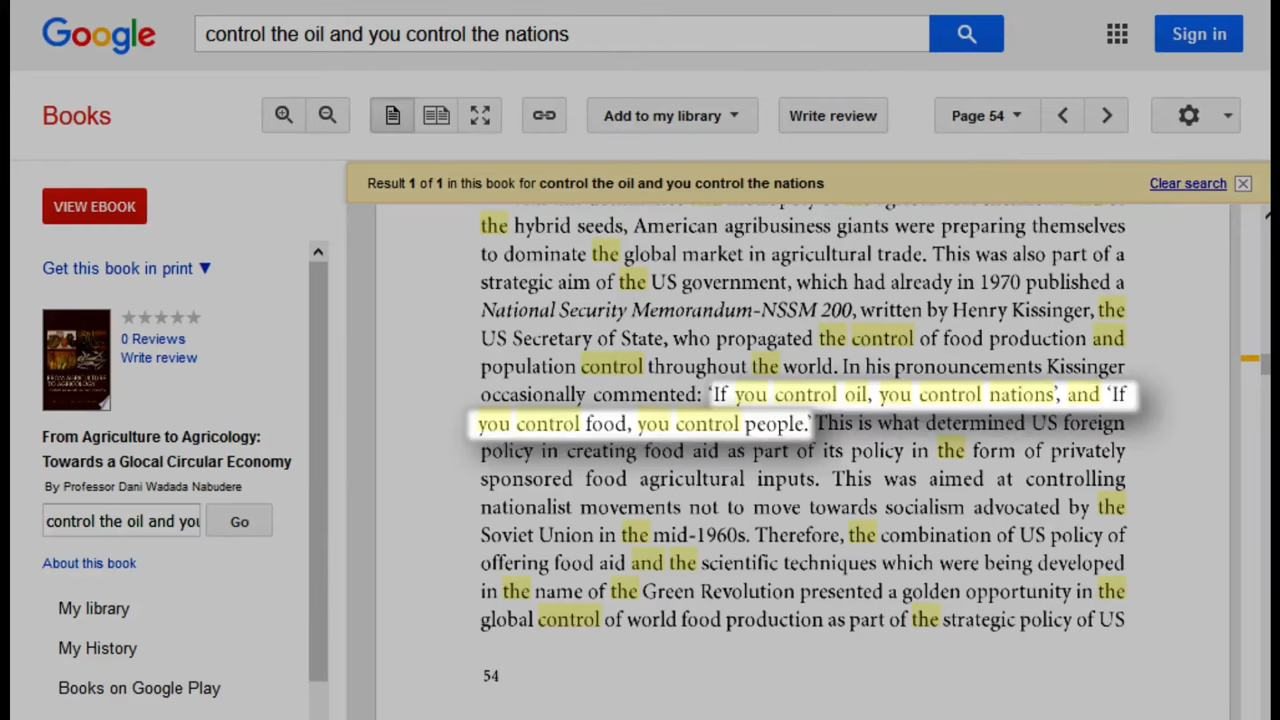 Google
control the oil and you control the nations
Sign in
Books
Add to my library
Write review
Page 54
VIEW EBOOK
Result 1 of 1 in this book for control the oil and you control the nations
Clear search
Get this book in print ▼
0 Reviews
Write review
FROM AGRICULTURE TO AGRICOLOGY
From Agriculture to Agricology:
Towards a Glocal Circular Economy
By Professor Dani Wadada Nabudere
control the oil and you
Go
About this book
My library
My History
Books on Google Play
the hybrid seeds, American agribusiness giants were preparing themselves
to dominate the global market in agricultural trade. This was also part of a
strategic aim of the US government, which had already in 1970 published a
National Security Memorandum-NSSM 200, written by Henry Kissinger, the
US Secretary of State, who propagated the control of food production and
population control throughout the world. In his pronouncements Kissinger
occasionally commented: ‘If you control oil, you control nations’, and ‘If
you control food, you control people.’ This is what determined US foreign
policy in creating food aid as part of its policy in the form of privately
sponsored food agricultural inputs. This was aimed at controlling
nationalist movements not to move towards socialism advocated by the
Soviet Union in the mid-1960s. Therefore, the combination of US policy of
offering food aid and the scientific techniques which were being developed
in the name of the Green Revolution presented a golden opportunity in the
global control of world food production as part of the strategic policy of US
54